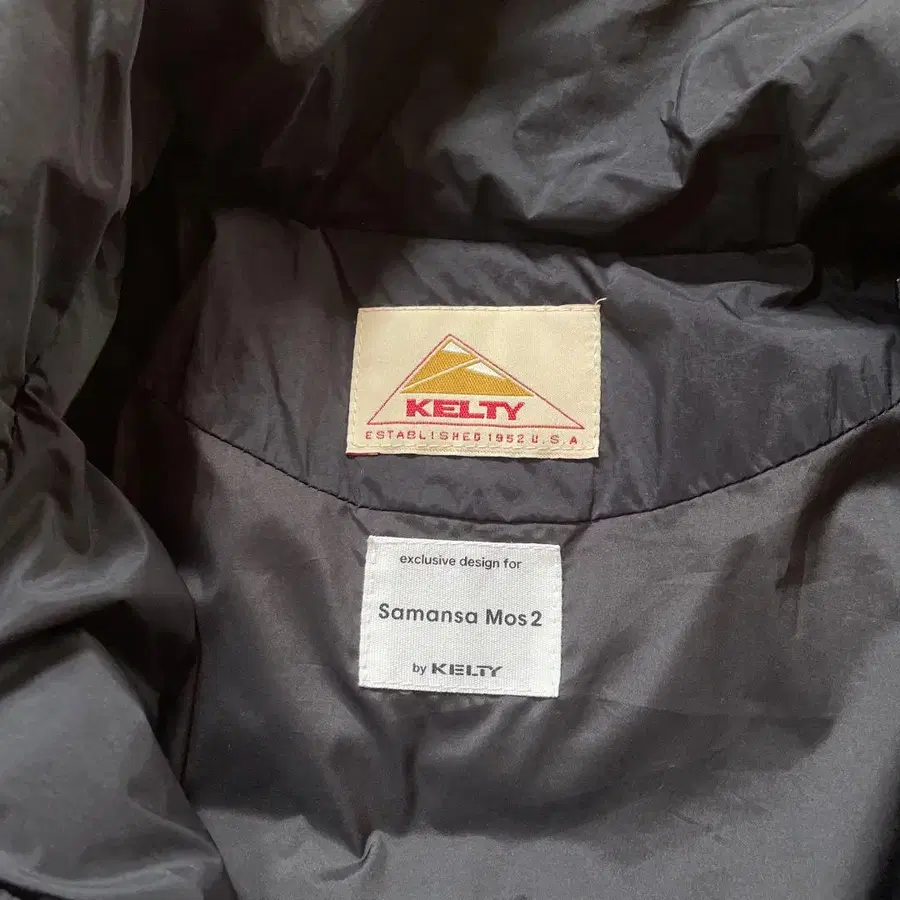 KELTY
ESTABLISHED 1952 U.S.A
exclusive design for
Samansa Mos2
by KELTY